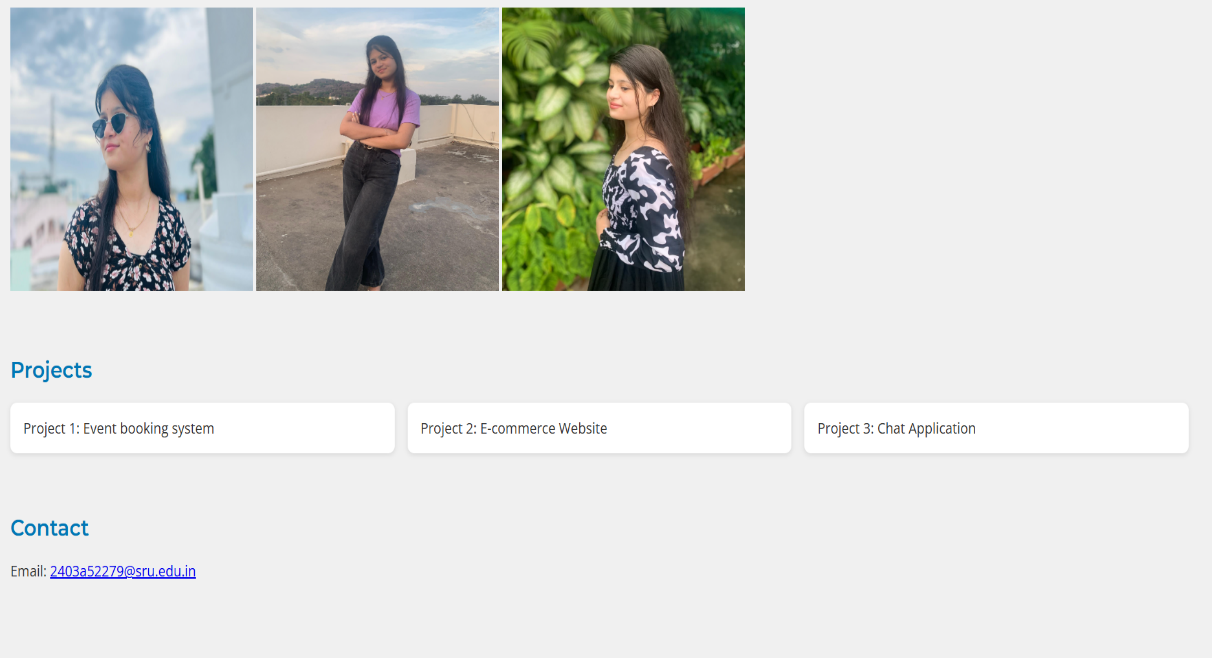 Projects
Project 1: Event booking system
Project 2: E-commerce Website
Project 3: Chat Application
Contact
Email: 2403a52279@sru.edu.in